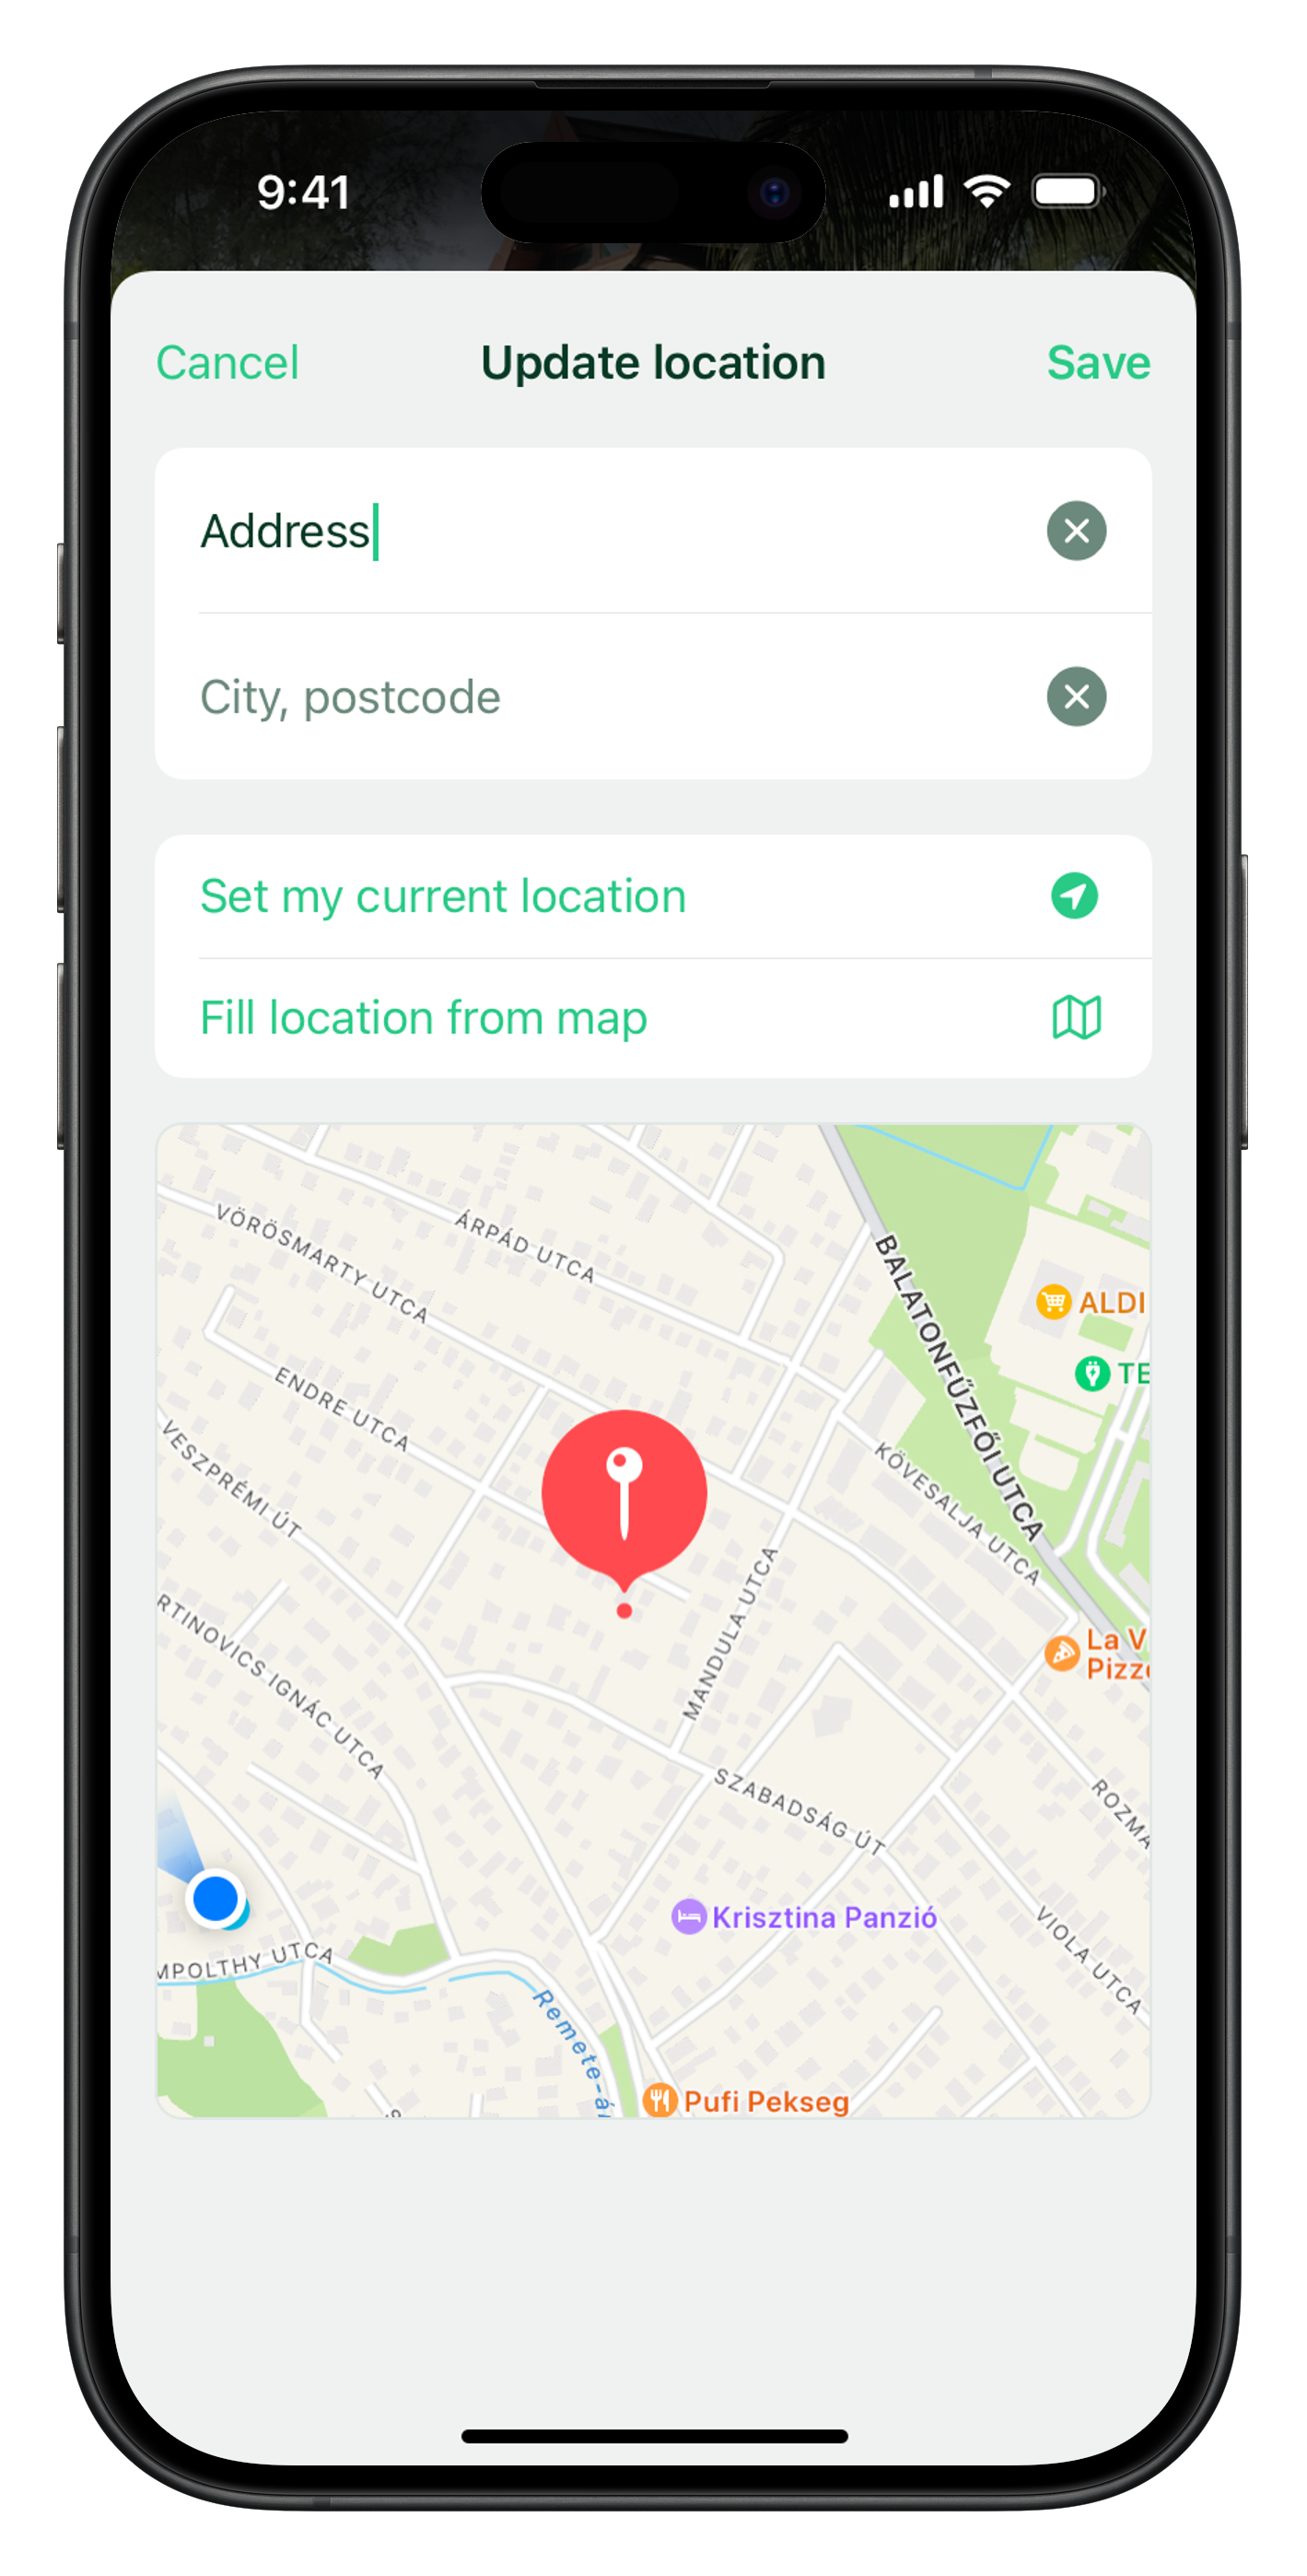 9:41
Cancel
Update location
Save
Address
City, postcode
Set my current location
Fill location from map
VÖRÖSMARTY UTCA
ÁRPÁD UTCA
BALATONFŰZFŐI UTCA
ALDI
TE
ENDRE UTCA
VESZPRÉMI ÚT
KÖVESALJA UTCA
RTINOVICS IGNÁC UTCA
MANDULA UTCA
La V
Pizz
SZABADSÁG ÚT
ROZMA
Krisztina Panzió
VIOLA UTCA
MPOLTHY UTCA
Remete-á
Pufi Pekseg